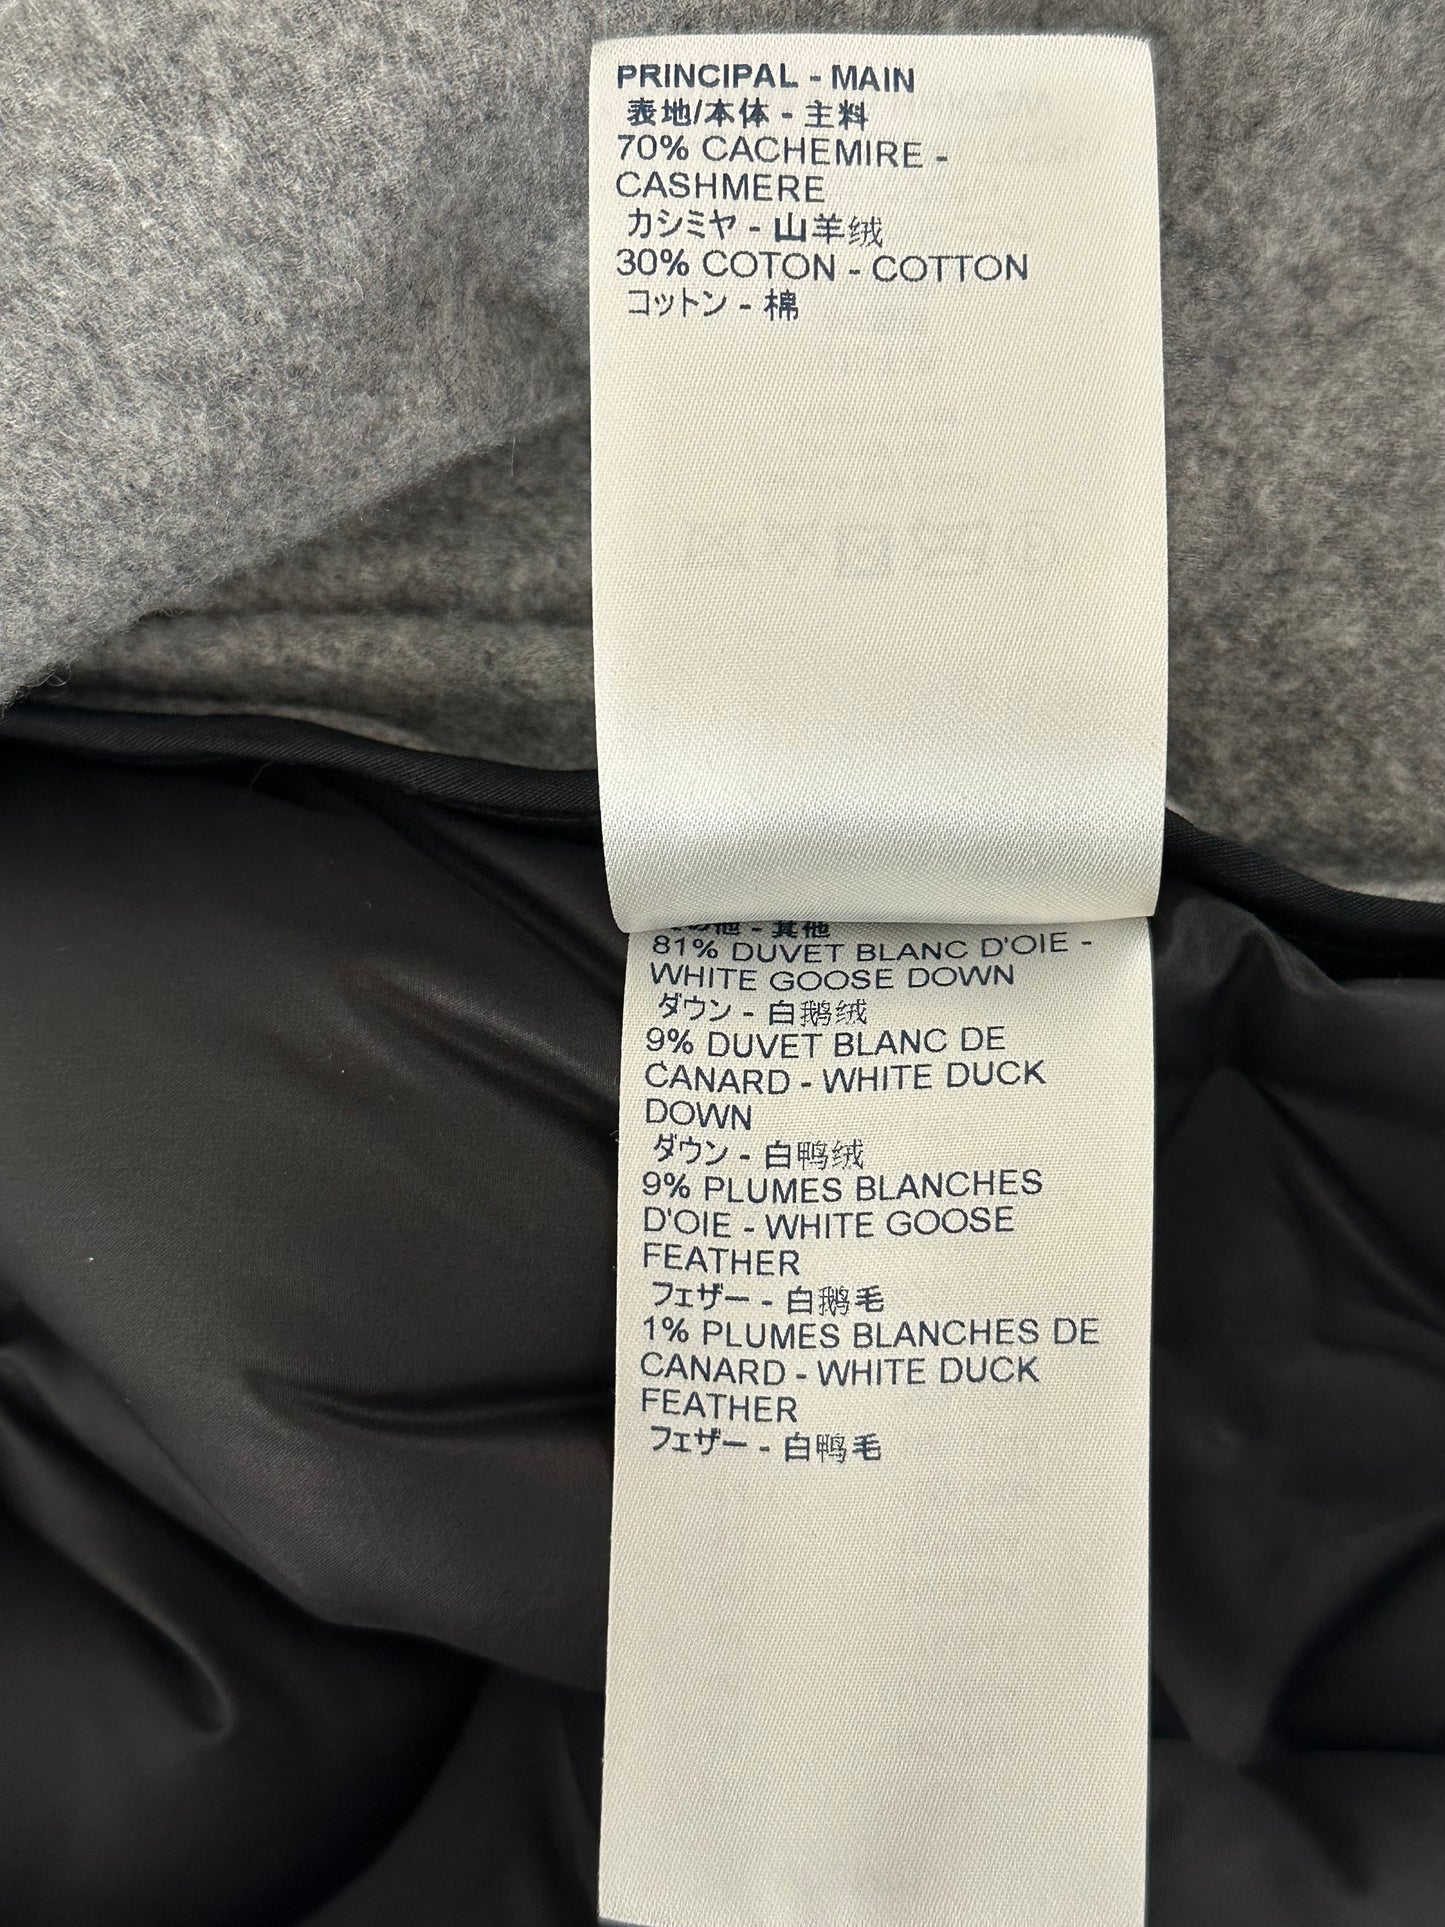 PRINCIPAL - MAIN
表地/本体 - 主料
70% CACHEMIRE -
CASHMERE
カシミヤ - 山羊绒
30% COTON - COTTON
コットン - 棉
の他 - 其他
81% DUVET BLANC D'OIE -
WHITE GOOSE DOWN
ダウン - 白鹅绒
9% DUVET BLANC DE
CANARD - WHITE DUCK
DOWN
ダウン - 白鸭绒
9% PLUMES BLANCHES
D'OIE - WHITE GOOSE
FEATHER
フェザー - 白鹅毛
1% PLUMES BLANCHES DE
CANARD - WHITE DUCK
FEATHER
フェザー - 白鸭毛